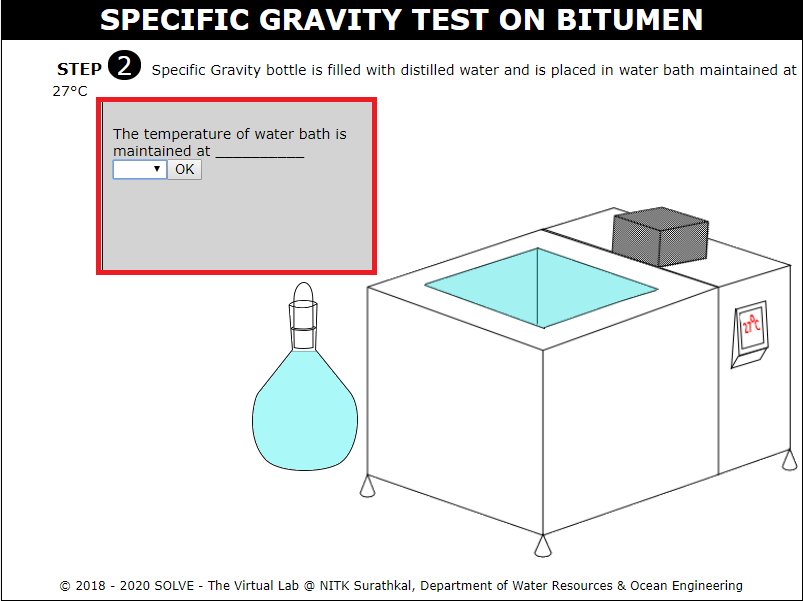 SPECIFIC GRAVITY TEST ON BITUMEN
STEP 2 Specific Gravity bottle is filled with distilled water and is placed in water bath maintained at
27°C
The temperature of water bath is
maintained at __________
OK
27°C
© 2018 - 2020 SOLVE - The Virtual Lab @ NITK Surathkal, Department of Water Resources & Ocean Engineering